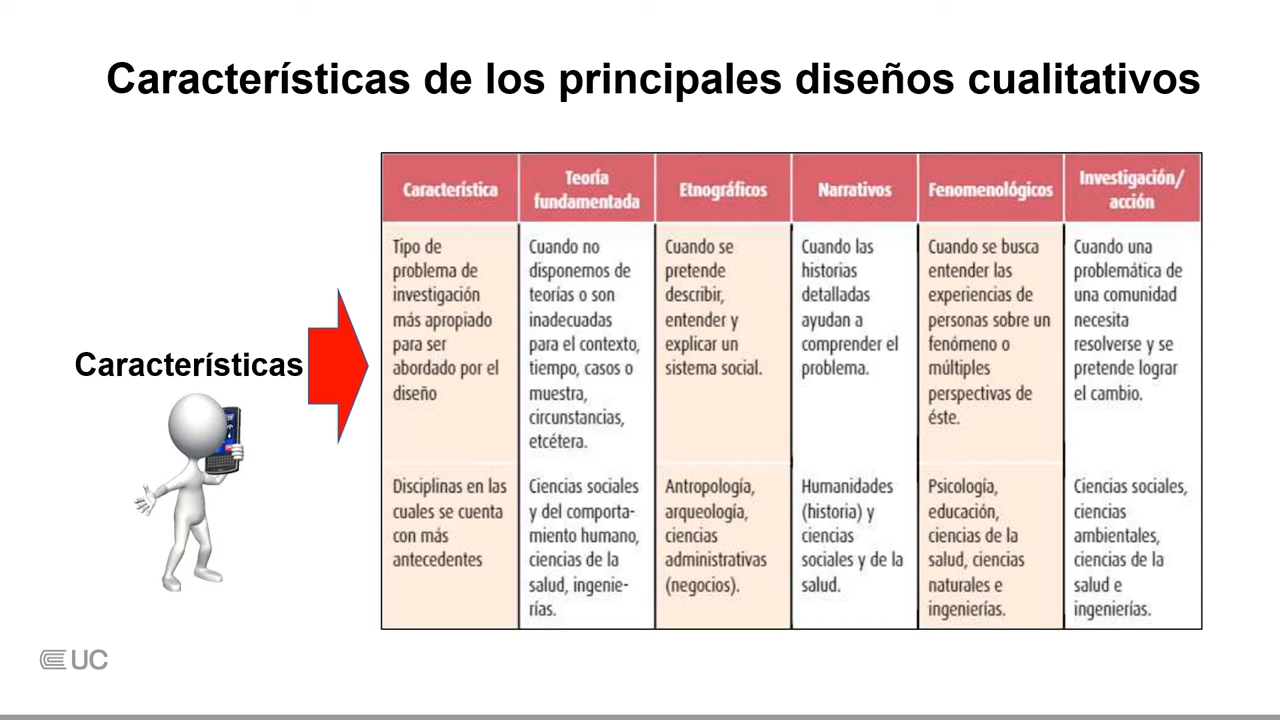 Características de los principales diseños cualitativos
Características
Característica
Teoría
fundamentada
Etnográficos
Narrativos
Fenomenológicos
Investigación/
acción
Tipo de
problema de
investigación
más apropiado
para ser
abordado por el
diseño
Cuando no
disponemos de
teorías o son
inadecuadas
para el contexto,
tiempo, casos o
muestra,
circunstancias,
etcétera.
Cuando se
pretende
describir,
entender y
explicar un
sistema social.
Cuando las
historias
detalladas
ayudan a
comprender el
problema.
Cuando se busca
entender las
experiencias de
personas sobre un
fenómeno o
múltiples
perspectivas de
éste.
Cuando una
problemática de
una comunidad
necesita
resolverse y se
pretende lograr
el cambio.
Disciplinas en las
cuales se cuenta
con más
antecedentes
Ciencias sociales
y del comporta-
miento humano,
ciencias de la
salud, ingenie-
rías.
Antropología,
arqueología,
ciencias
administrativas
(negocios).
Humanidades
(historia) y
ciencias
sociales y de la
salud.
Psicología,
educación,
ciencias de la
salud, ciencias
naturales e
ingenierías.
Ciencias sociales,
ciencias
ambientales,
ciencias de la
salud e
ingenierías.
UC